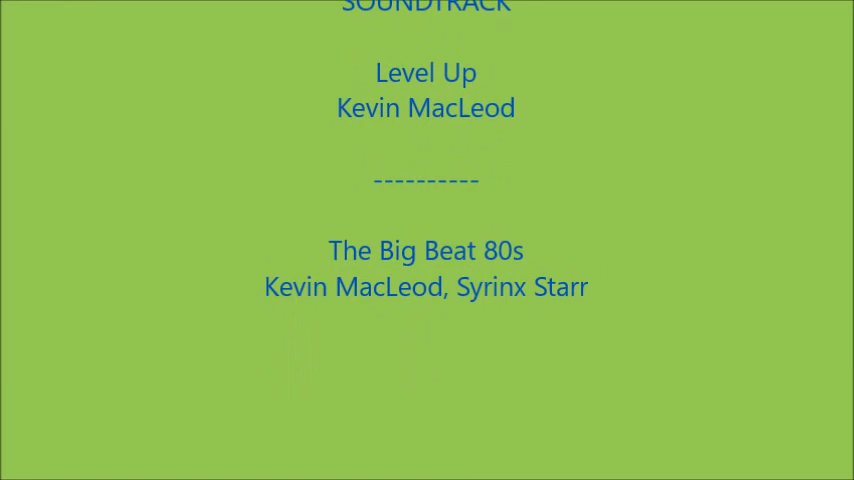 SOUNDTRACK
Level Up
Kevin MacLeod
----------
The Big Beat 80s
Kevin MacLeod, Syrinx Starr